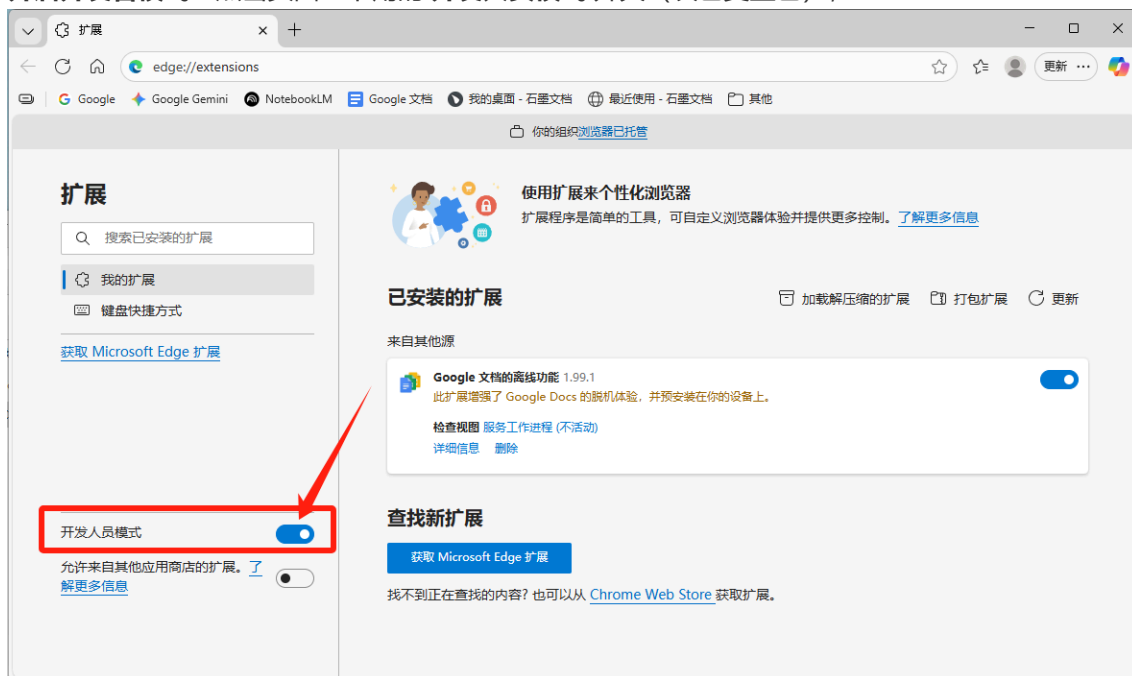 扩展
edge://extensions
更新
Google
Google Gemini
NotebookLM
Google 文档
我的桌面 - 石墨文档
最近使用 - 石墨文档
其他
你的组织浏览器已托管
扩展
搜索已安装的扩展
我的扩展
键盘快捷方式
获取 Microsoft Edge 扩展
开发人员模式
允许来自其他应用商店的扩展。了
解更多信息
使用扩展来个性化浏览器
扩展程序是简单的工具，可自定义浏览器体验并提供更多控制。了解更多信息
已安装的扩展
加载解压缩的扩展
打包扩展
更新
来自其他源
Google 文档的离线功能 1.99.1
此扩展增强了 Google Docs 的脱机体验，并预安装在你的设备上。
检查视图 服务工作进程 (不活动)
详细信息 删除
查找新扩展
获取 Microsoft Edge 扩展
找不到正在查找的内容? 也可以从 Chrome Web Store 获取扩展。